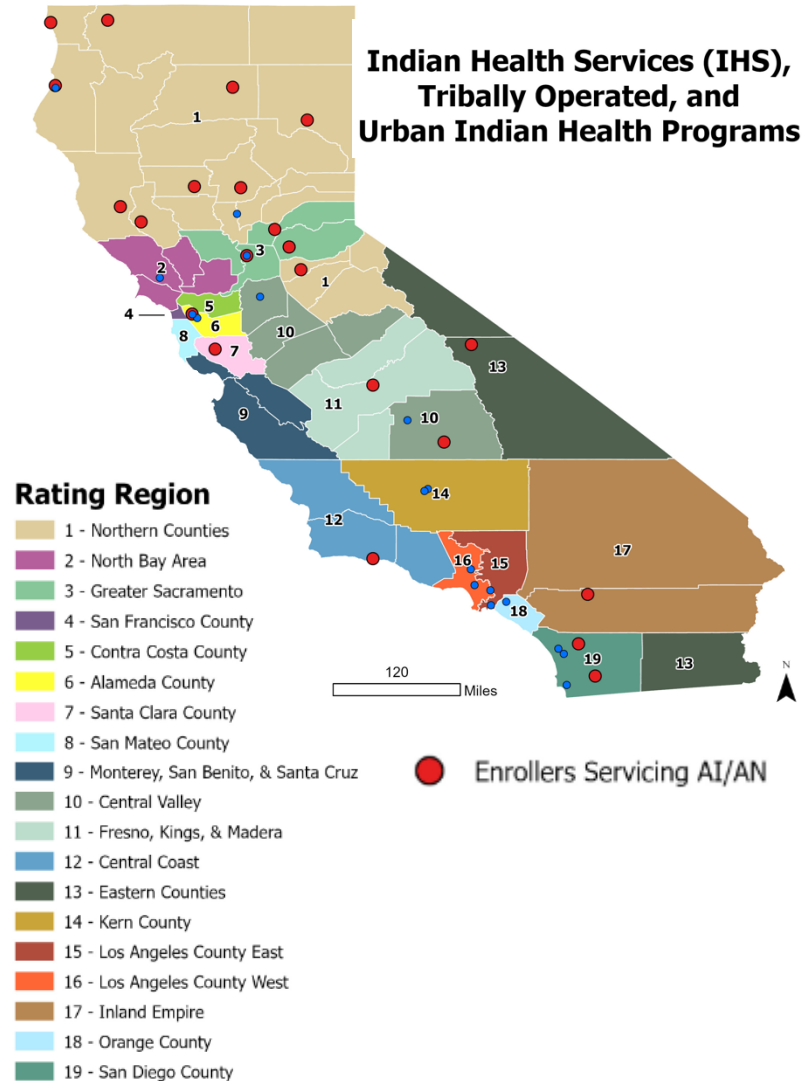 Indian Health Services (IHS),
Tribally Operated, and
Urban Indian Health Programs
1
2
3
1
4
5
6
10
8
7
13
11
9
10
14
12
17
16
15
18
19
13
120
Miles
N
Rating Region
1 - Northern Counties
2 - North Bay Area
3 - Greater Sacramento
4 - San Francisco County
5 - Contra Costa County
6 - Alameda County
7 - Santa Clara County
8 - San Mateo County
9 - Monterey, San Benito, & Santa Cruz
10 - Central Valley
11 - Fresno, Kings, & Madera
12 - Central Coast
13 - Eastern Counties
14 - Kern County
15 - Los Angeles County East
16 - Los Angeles County West
17 - Inland Empire
18 - Orange County
19 - San Diego County
Enrollers Servicing AI/AN